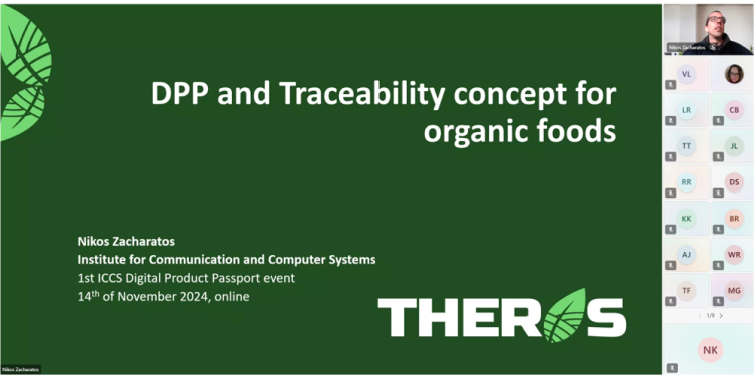 DPP and Traceability concept for
organic foods
Nikos Zacharatos
Institute for Communication and Computer Systems
1st ICCS Digital Product Passport event
14th of November 2024, online
THEROS
Nikos Zacharatos
Nikos Zacharatos
VL
LR
CB
TT
JL
RR
DS
KK
BR
AJ
WR
TF
MG
1/9
NK